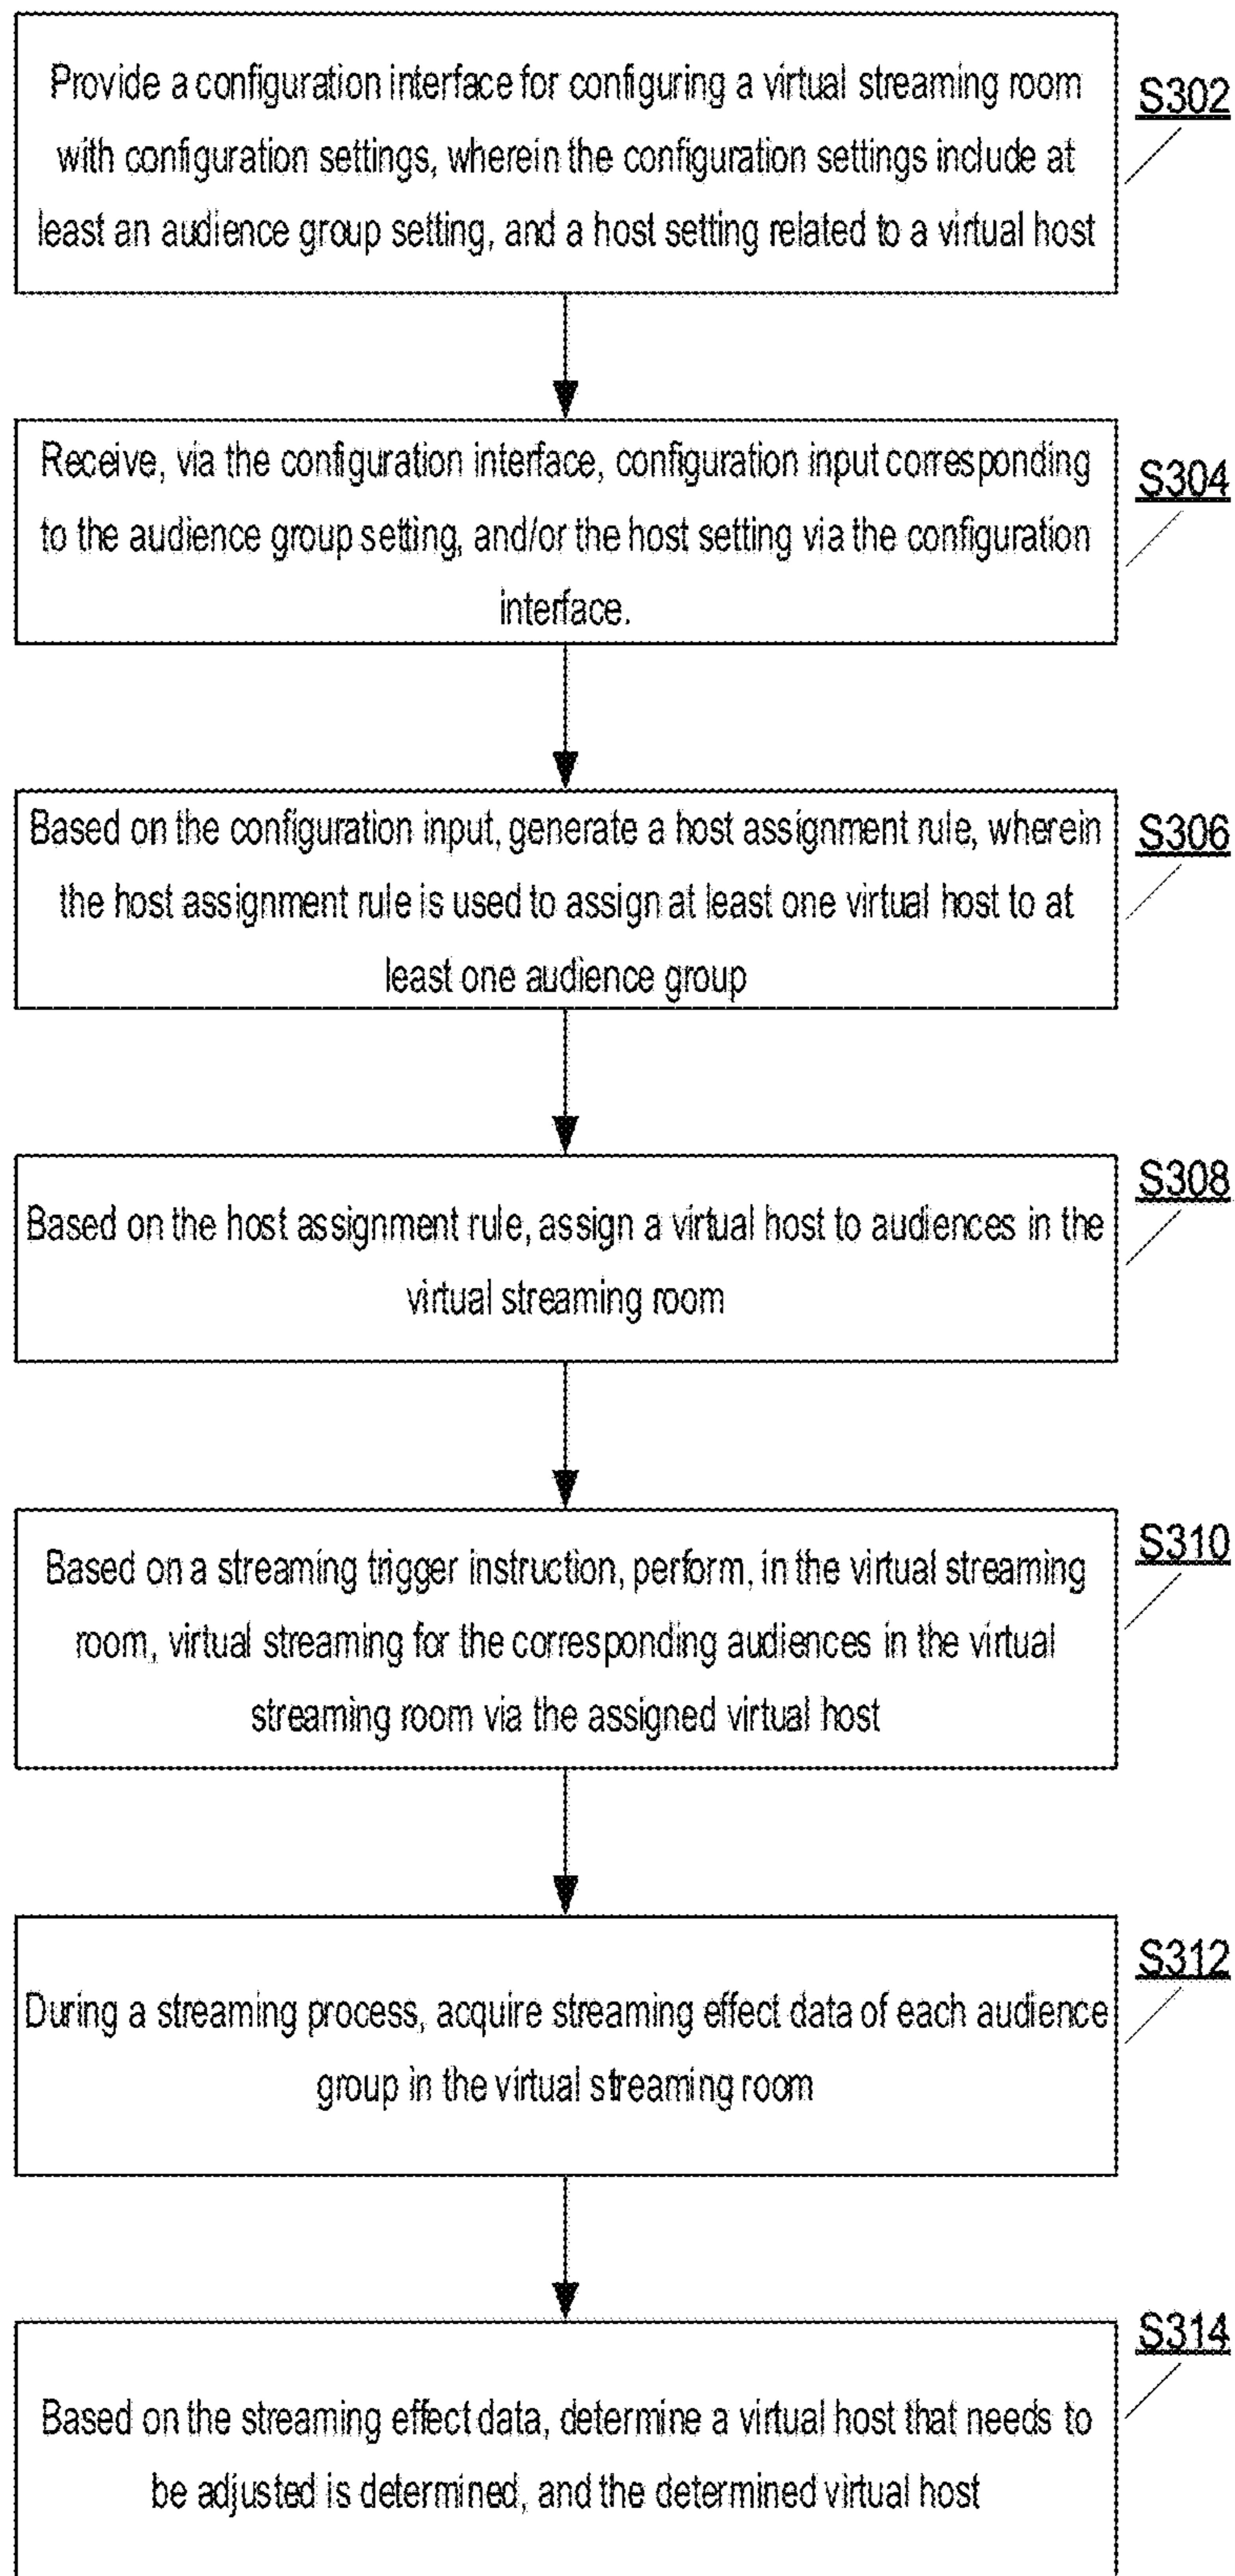 Provide a configuration interface for configuring a virtual streaming room
with configuration settings, wherein the configuration settings include at
least an audience group setting, and a host setting related to a virtual host
S302
Receive, via the configuration interface, configuration input corresponding
to the audience group setting, and/or the host setting via the configuration
interface.
S304
Based on the configuration input, generate a host assignment rule, wherein
the host assignment rule is used to assign at least one virtual host to at
least one audience group
S306
Based on the host assignment rule, assign a virtual host to audiences in the
virtual streaming room
S308
Based on a streaming trigger instruction, perform, in the virtual streaming
room, virtual streaming for the corresponding audiences in the virtual
streaming room via the assigned virtual host
S310
During a streaming process, acquire streaming effect data of each audience
group in the virtual streaming room
S312
Based on the streaming effect data, determine a virtual host that needs to
be adjusted is determined, and the determined virtual host
S314